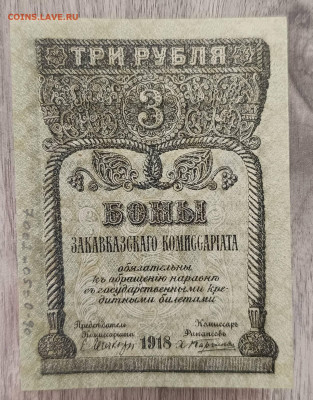 COINS.LAVE.RU
ТРИ РУБЛЯ
3
БОНЫ
ЗАКАВКАЗСКАГО КОМИССАРІАТА
обязательны
къ обращенію наравнѣ
съ государственными кре-
дитными билетами
Предсѣдатель Комиссаръ
Комиссаріата Финансовъ
1918